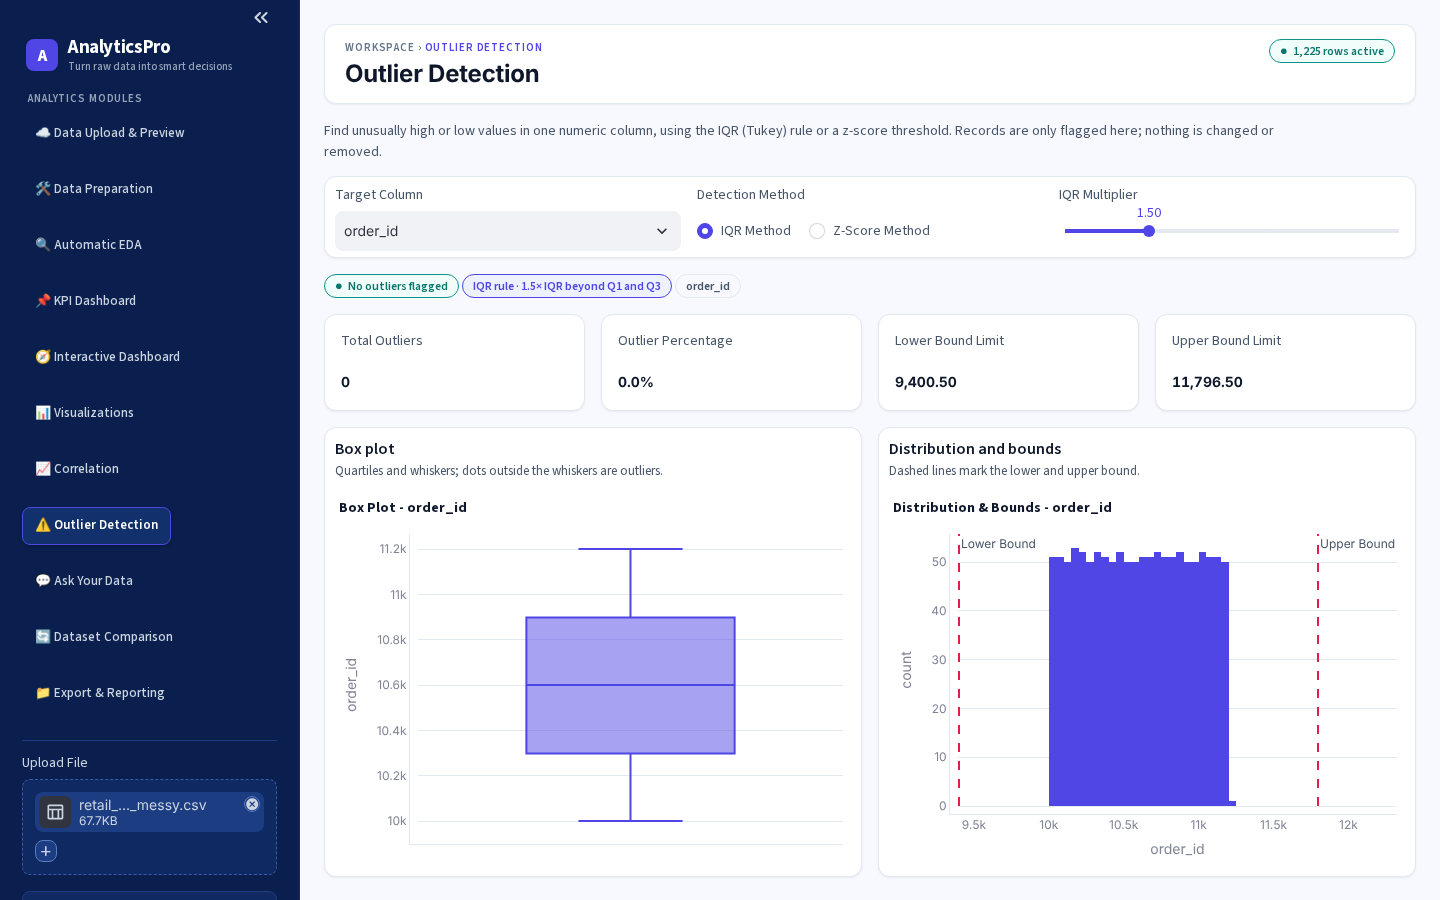 A
AnalyticsPro
Turn raw data into smart decisions
ANALYTICS MODULES
☁️ Data Upload & Preview
🛠️ Data Preparation
🔍 Automatic EDA
📌 KPI Dashboard
🧭 Interactive Dashboard
📊 Visualizations
📈 Correlation
⚠️ Outlier Detection
💬 Ask Your Data
🔄 Dataset Comparison
📁 Export & Reporting
Upload File
retail_..._messy.csv
67.7KB
WORKSPACE › OUTLIER DETECTION
Outlier Detection
1,225 rows active
Find unusually high or low values in one numeric column, using the IQR (Tukey) rule or a z-score threshold. Records are only flagged here; nothing is changed or
removed.
Target Column
order_id
Detection Method
IQR Method
Z-Score Method
IQR Multiplier
1.50
No outliers flagged
IQR rule · 1.5× IQR beyond Q1 and Q3
order_id
Total Outliers
0
Outlier Percentage
0.0%
Lower Bound Limit
9,400.50
Upper Bound Limit
11,796.50
Box plot
Quartiles and whiskers; dots outside the whiskers are outliers.
Box Plot - order_id
11.2k
11k
10.8k
10.6k
10.4k
10.2k
10k
order_id
Distribution and bounds
Dashed lines mark the lower and upper bound.
Distribution & Bounds - order_id
Lower Bound
Upper Bound
50
40
30
20
10
0
count
9.5k
10k
10.5k
11k
11.5k
12k
order_id